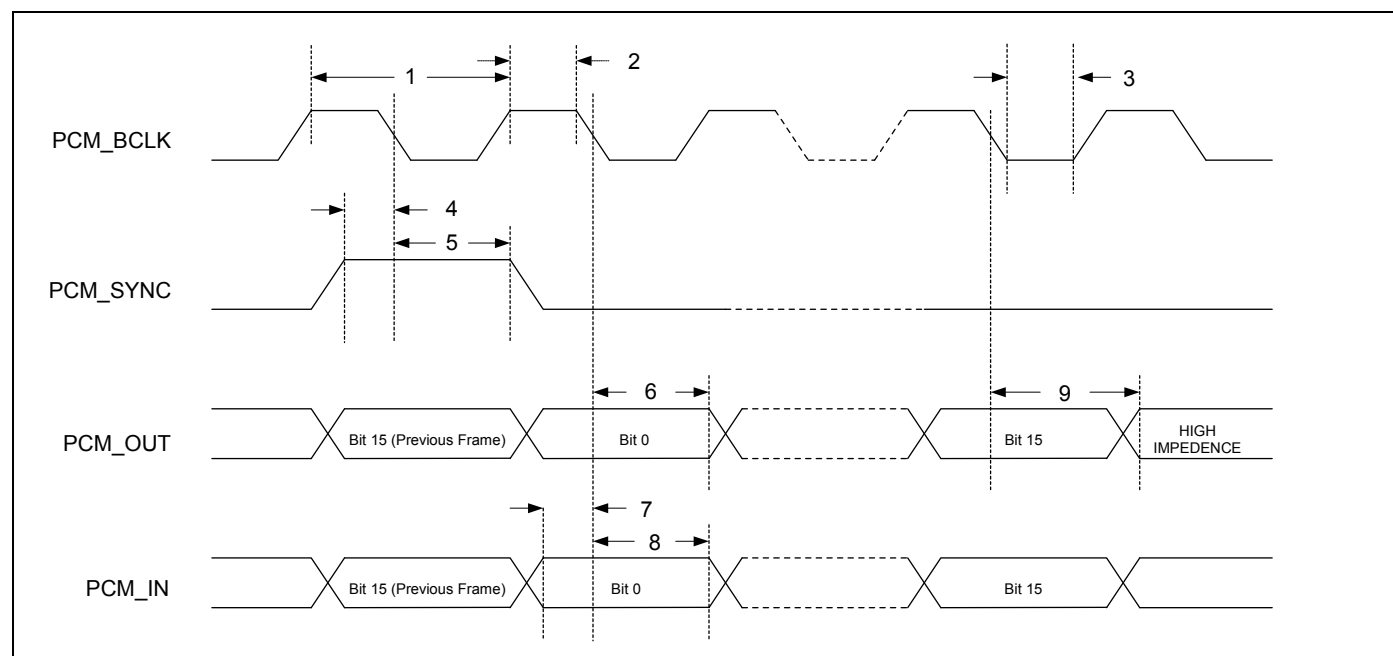 1
2
3
PCM_BCLK
4
5
PCM_SYNC
6
9
PCM_OUT
Bit 15 (Previous Frame)
Bit 0
Bit 15
HIGH
IMPEDENCE
7
8
PCM_IN
Bit 15 (Previous Frame)
Bit 0
Bit 15